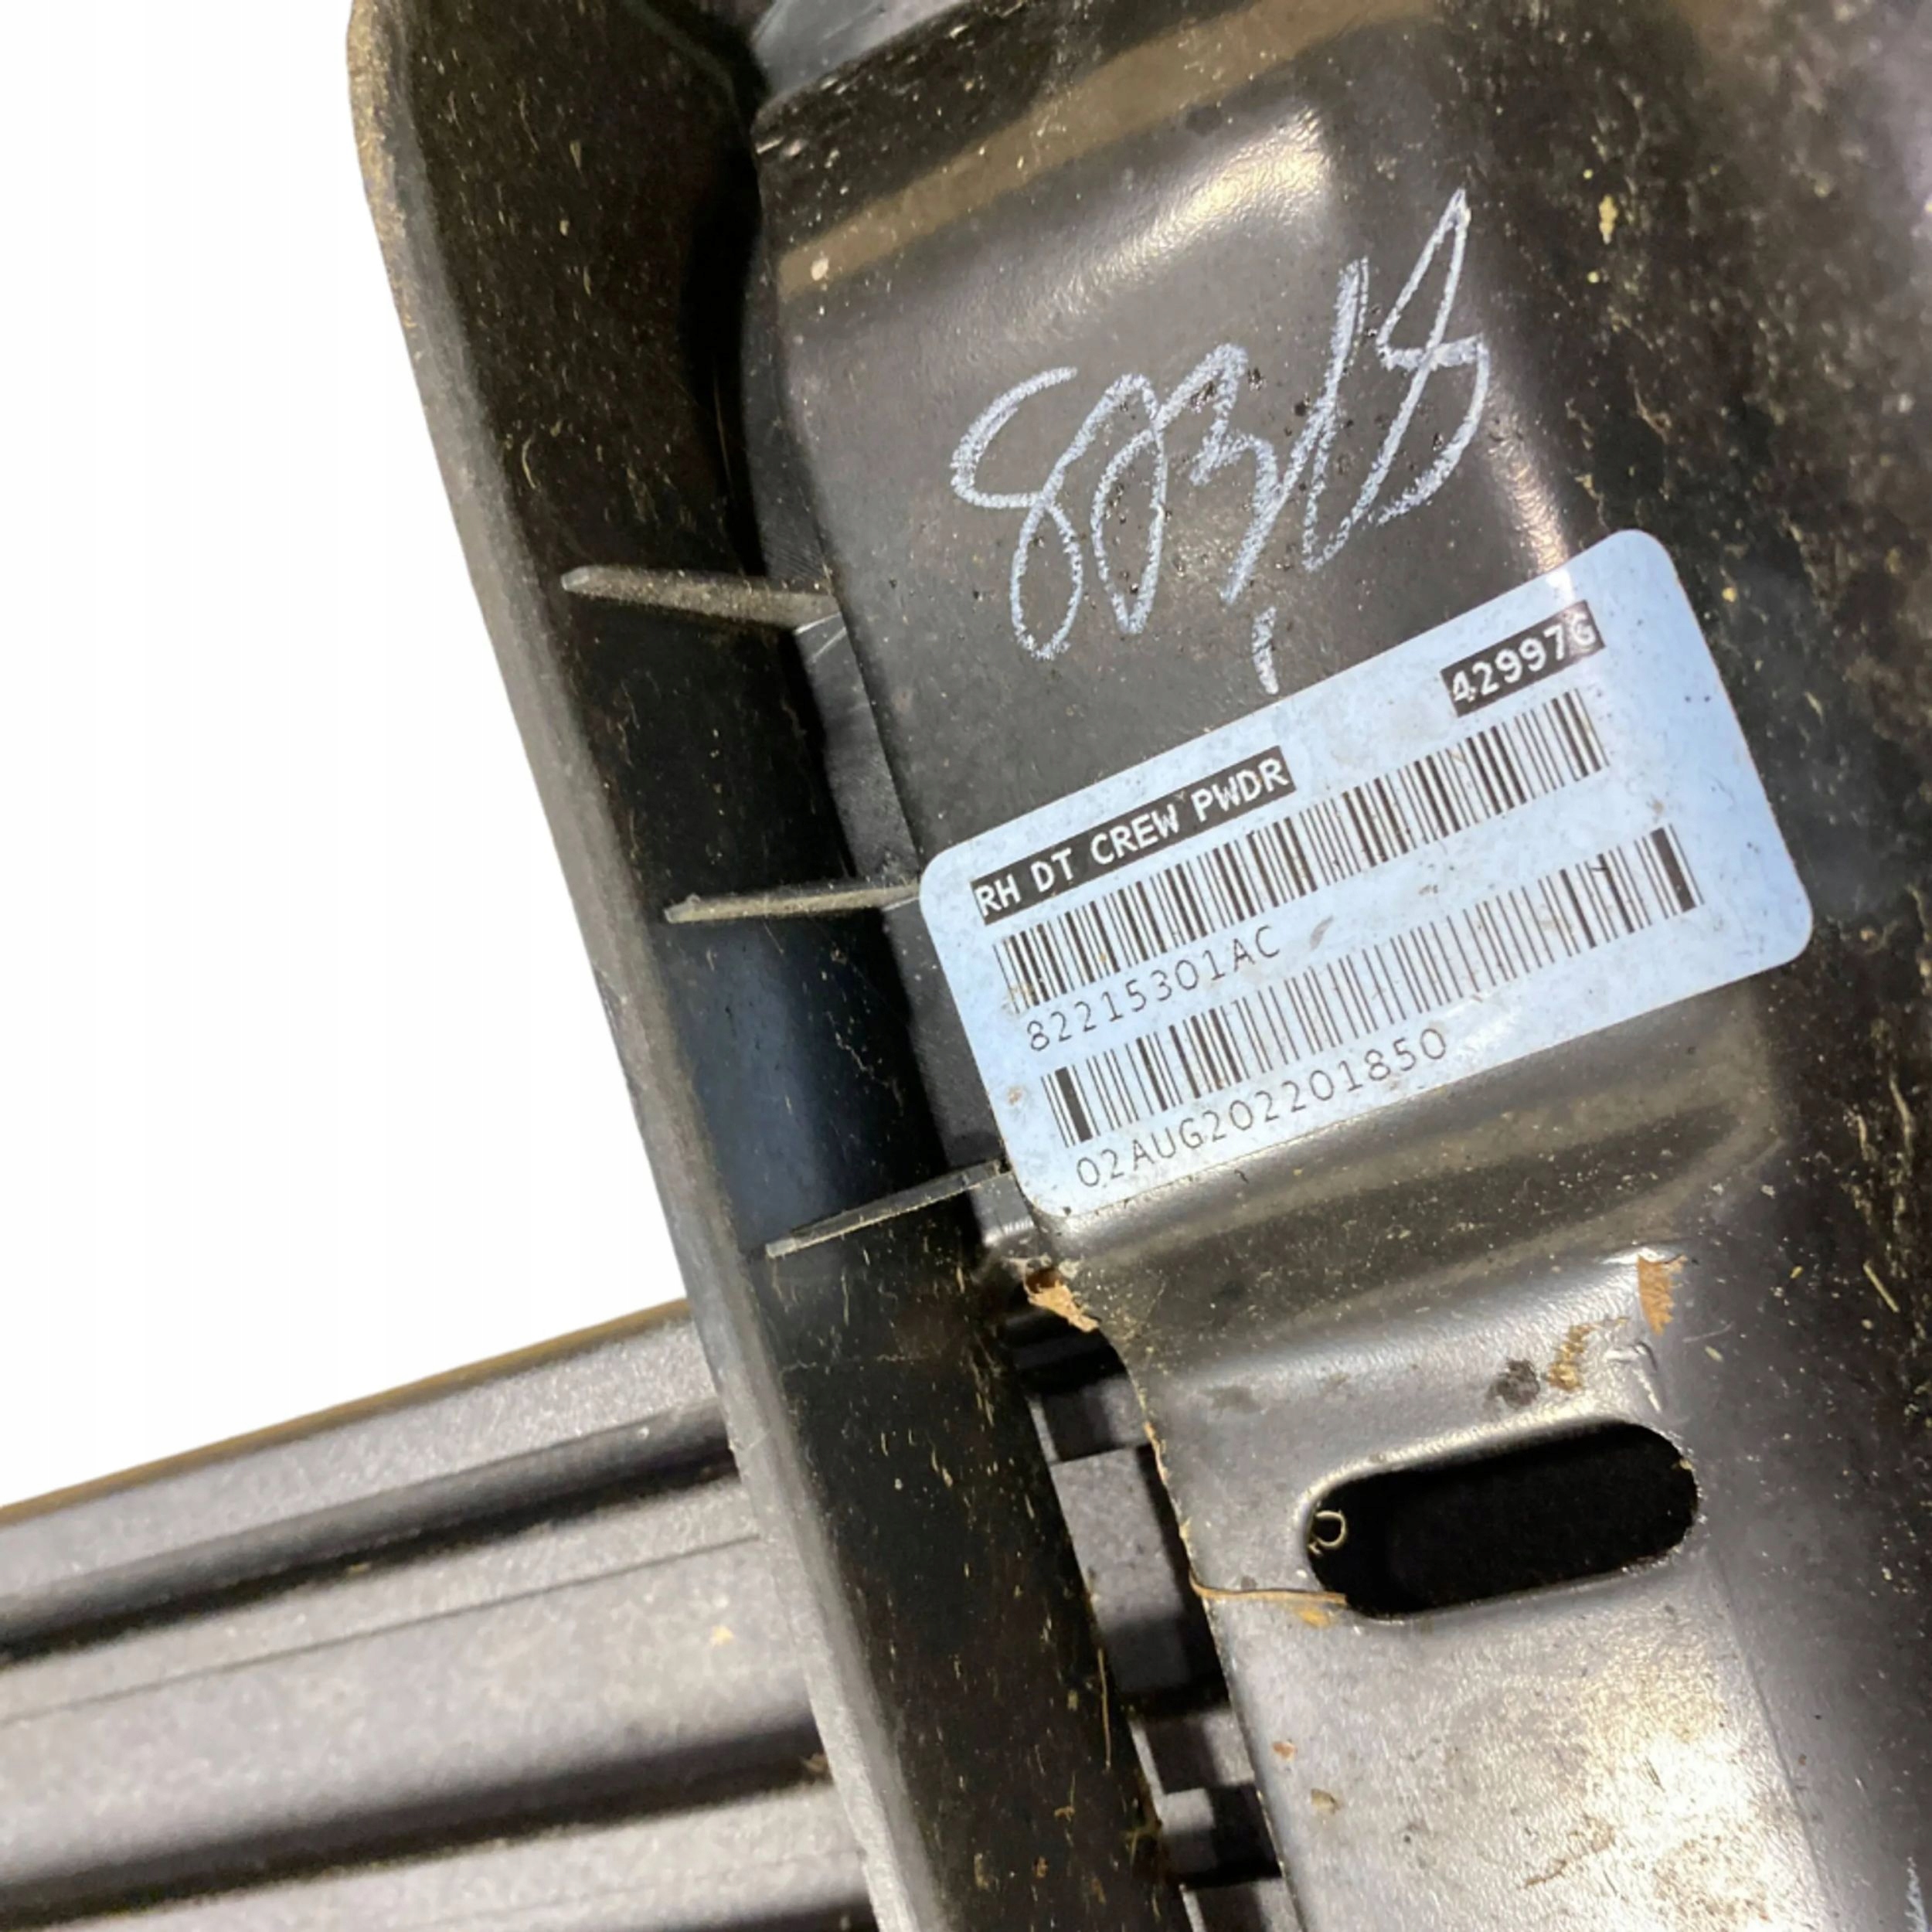 42997G
RH DT CREW PWDR
82215301AC
02AUG202201850